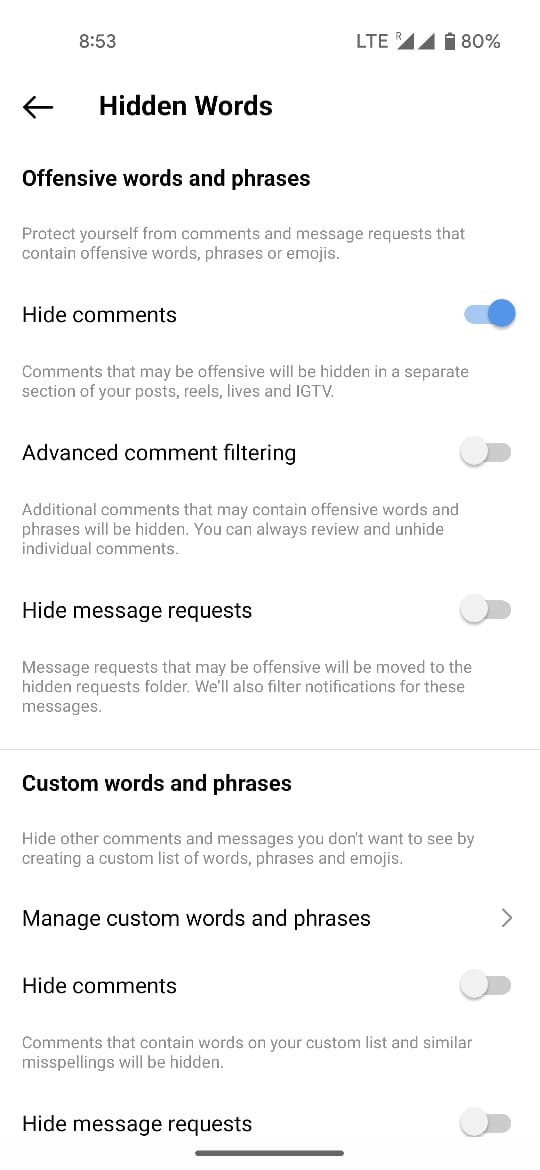 8:53
LTE R 80%
Hidden Words
Offensive words and phrases
Protect yourself from comments and message requests that
contain offensive words, phrases or emojis.
Hide comments
Comments that may be offensive will be hidden in a separate
section of your posts, reels, lives and IGTV.
Advanced comment filtering
Additional comments that may contain offensive words and
phrases will be hidden. You can always review and unhide
individual comments.
Hide message requests
Message requests that may be offensive will be moved to the
hidden requests folder. We'll also filter notifications for these
messages.
Custom words and phrases
Hide other comments and messages you don't want to see by
creating a custom list of words, phrases and emojis.
Manage custom words and phrases
Hide comments
Comments that contain words on your custom list and similar
misspellings will be hidden.
Hide message requests